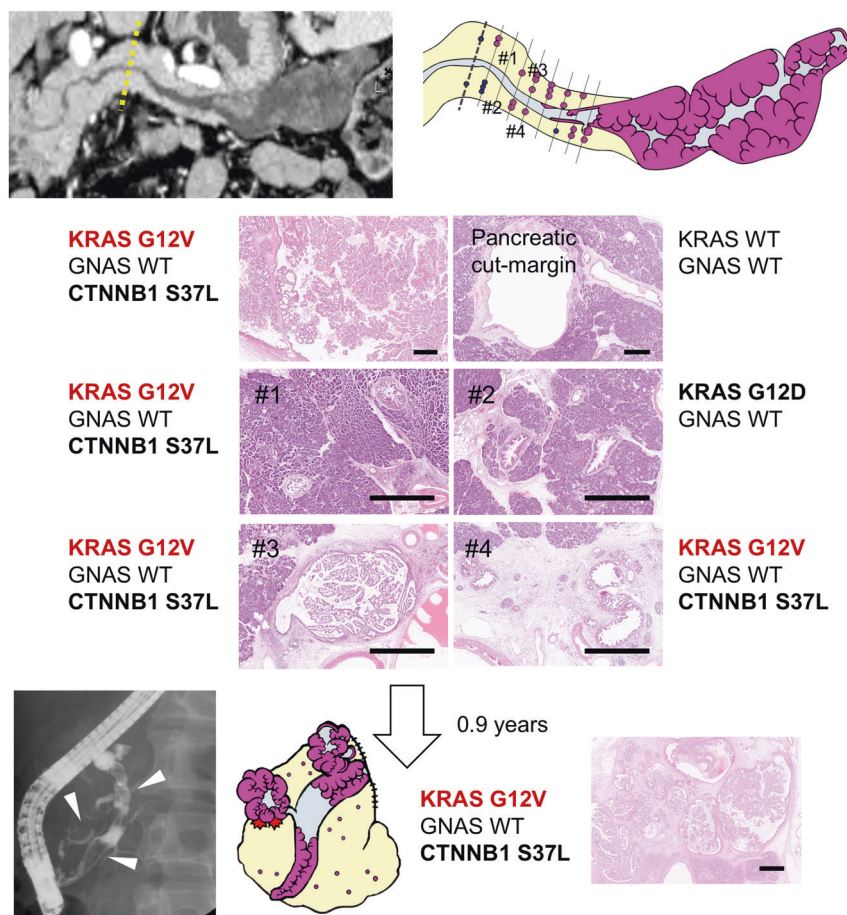 L
#1
#3
#2
#4
KRAS G12V
GNAS WT
CTNNB1 S37L
Pancreatic
cut-margin
KRAS WT
GNAS WT
KRAS G12V
GNAS WT
CTNNB1 S37L
#1
#2
KRAS G12D
GNAS WT
KRAS G12V
GNAS WT
CTNNB1 S37L
#3
#4
KRAS G12V
GNAS WT
CTNNB1 S37L
0.9 years
KRAS G12V
GNAS WT
CTNNB1 S37L